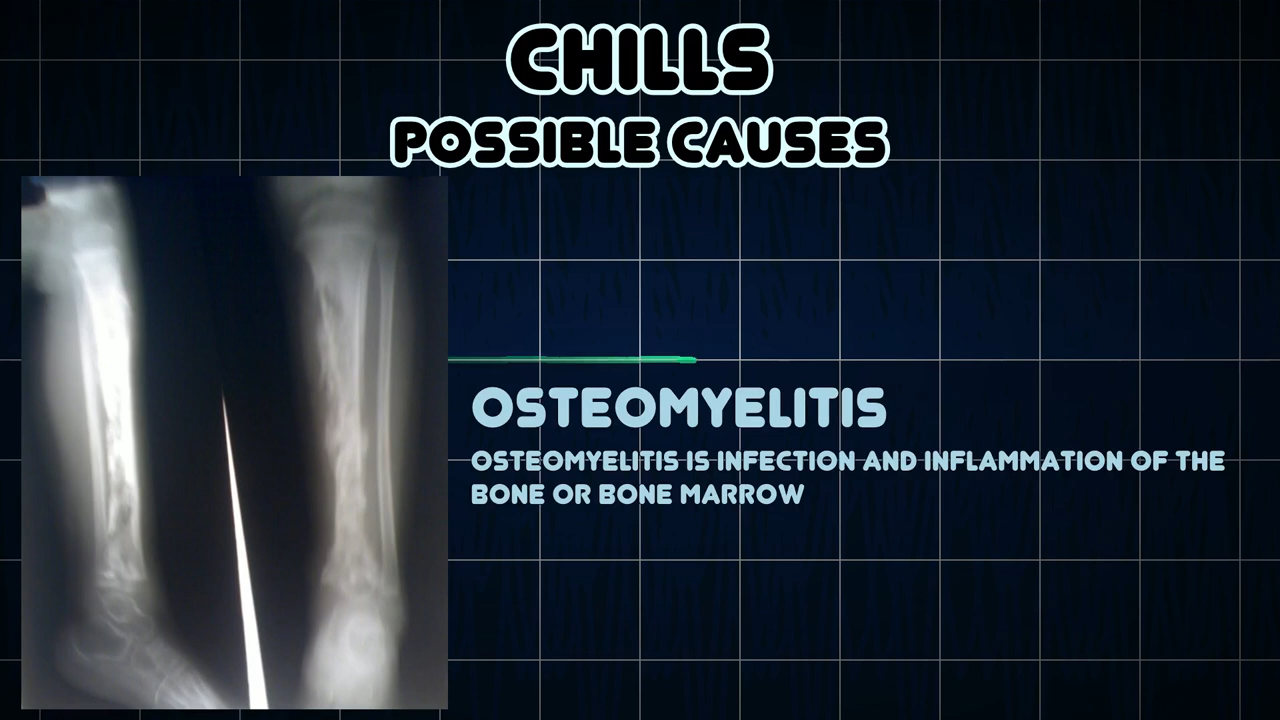 CHILLS
POSSIBLE CAUSES
OSTEOMYELITIS
OSTEOMYELITIS IS INFECTION AND INFLAMMATION OF THE
BONE OR BONE MARROW